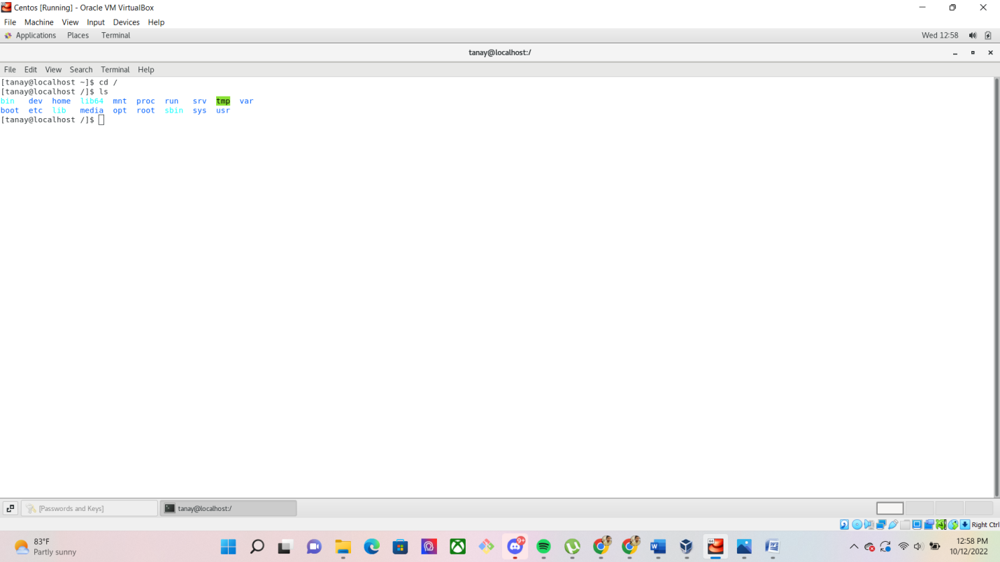 Centos [Running] - Oracle VM VirtualBox
File Machine View Input Devices Help
Applications Places Terminal Wed 12:58
tanay@localhost:/
File Edit View Search Terminal Help
[tanay@localhost ~]$ cd /
[tanay@localhost /]$ ls
bin dev home lib64 mnt proc run srv tmp var
boot etc lib media opt root sbin sys usr
[tanay@localhost /]$
[Passwords and Keys] tanay@localhost:/
Right Ctrl
83°F
Partly sunny
9+
12:58 PM
10/12/2022